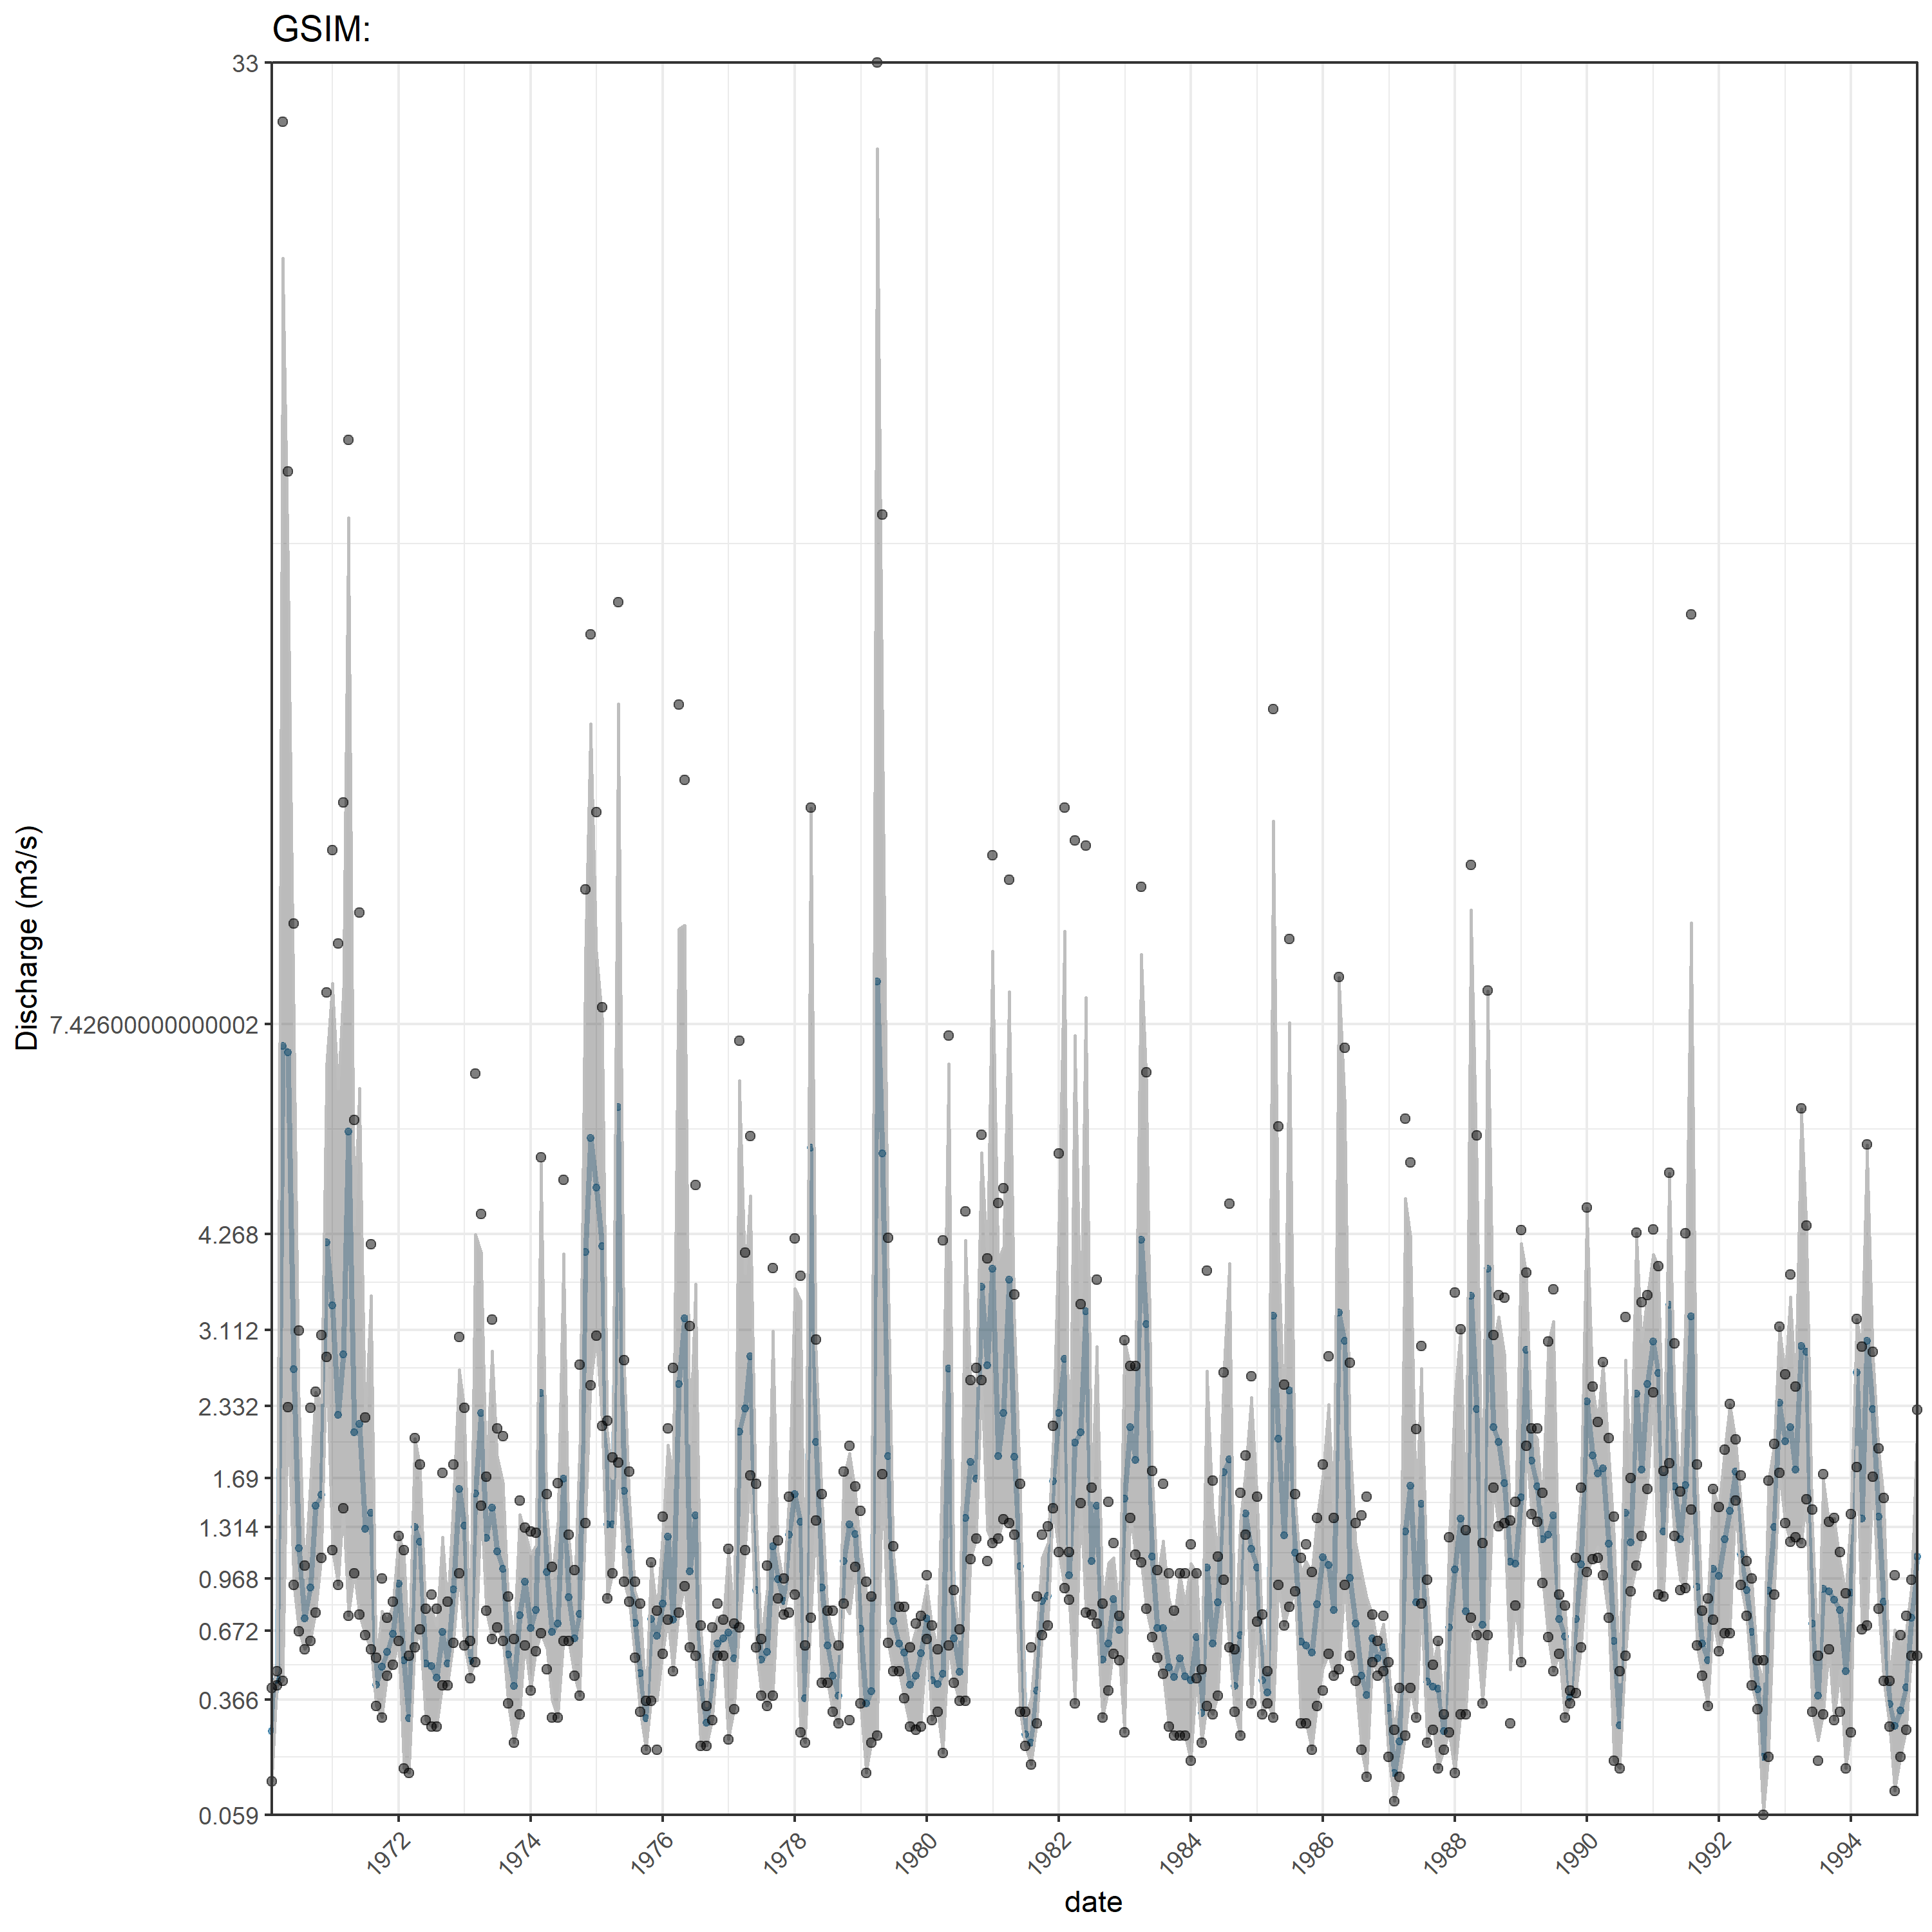 GSIM:
33
7.42600000000002
4.268
3.112
2.332
1.69
1.314
0.968
0.672
0.366
0.059
Discharge (m3/s)
1972 1974 1976 1978 1980 1982 1984 1986 1988 1990 1992 1994
date